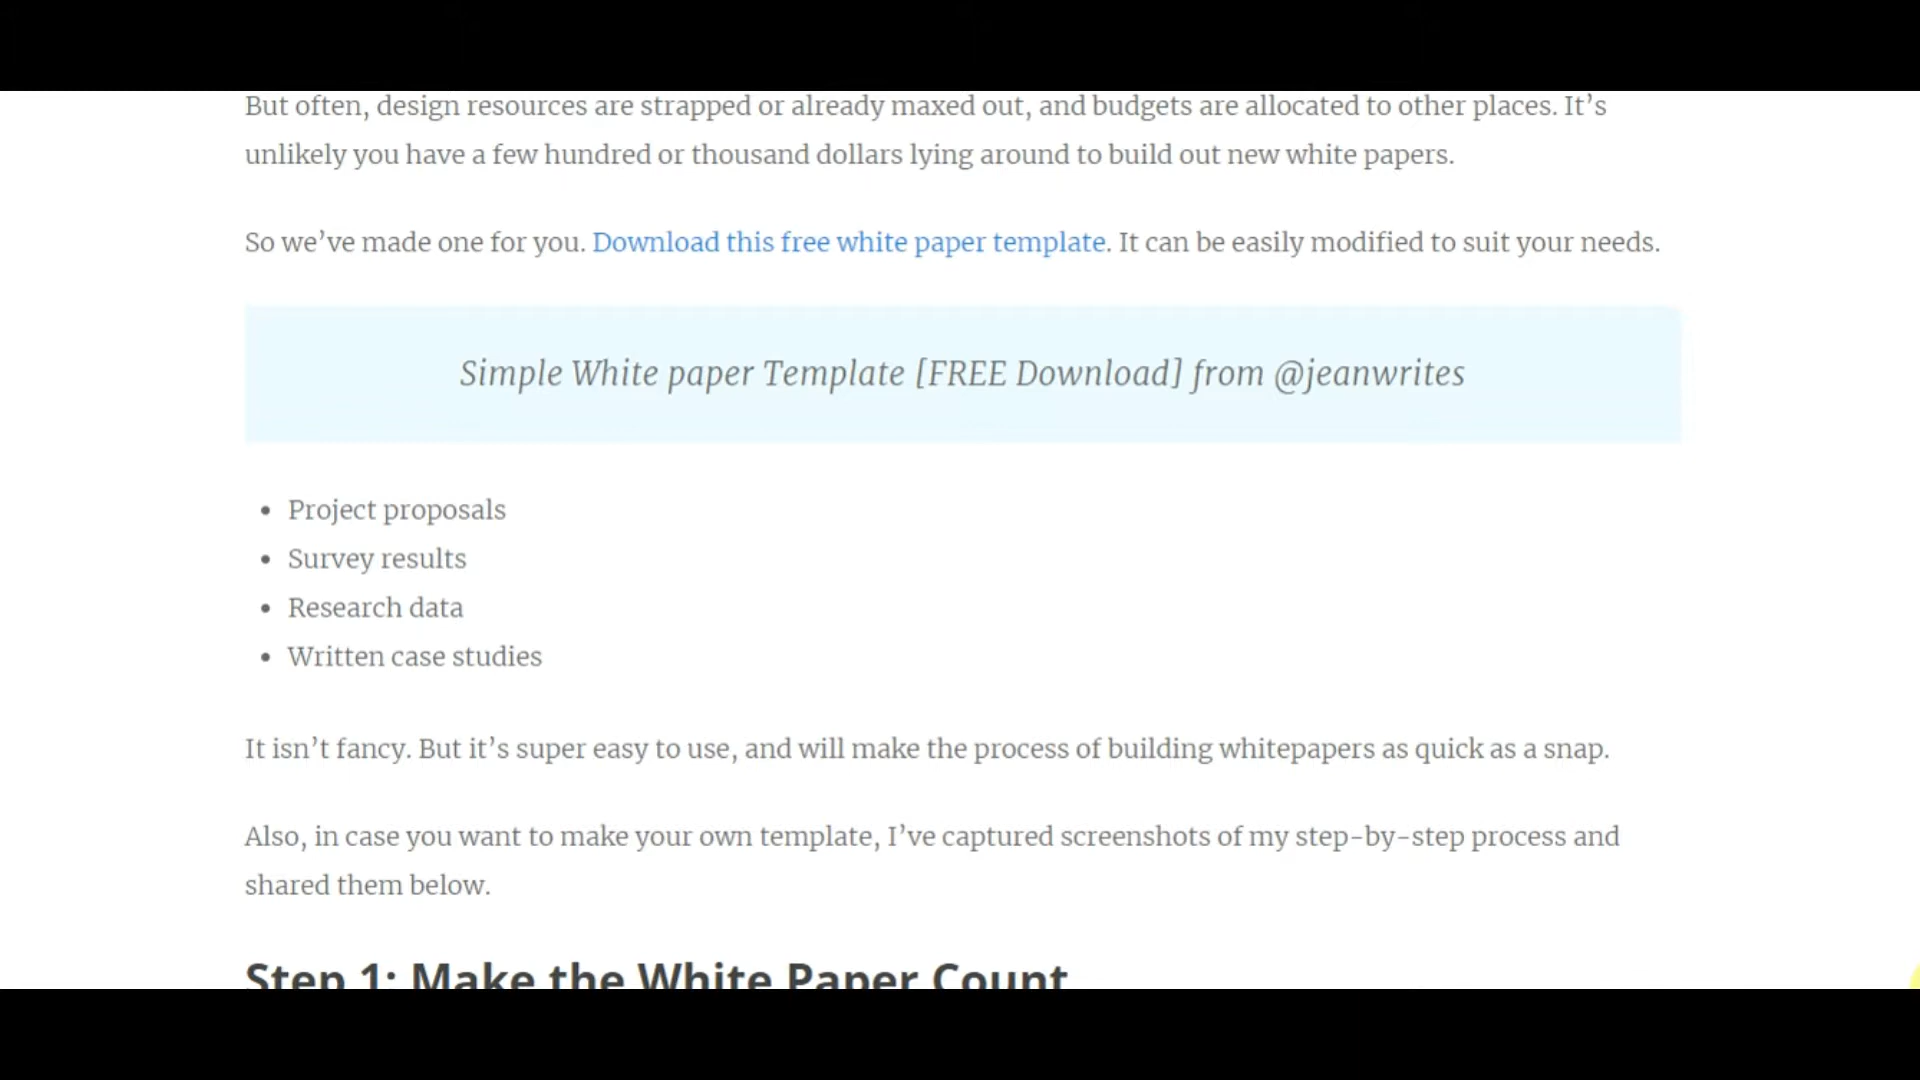 But often, design resources are strapped or already maxed out, and budgets are allocated to other places. It’s
unlikely you have a few hundred or thousand dollars lying around to build out new white papers.
So we’ve made one for you. Download this free white paper template. It can be easily modified to suit your needs.
Simple White paper Template [FREE Download] from @jeanwrites
• Project proposals
• Survey results
• Research data
• Written case studies
It isn’t fancy. But it’s super easy to use, and will make the process of building whitepapers as quick as a snap.
Also, in case you want to make your own template, I’ve captured screenshots of my step-by-step process and
shared them below.
Step 1: Make the White Paper Count